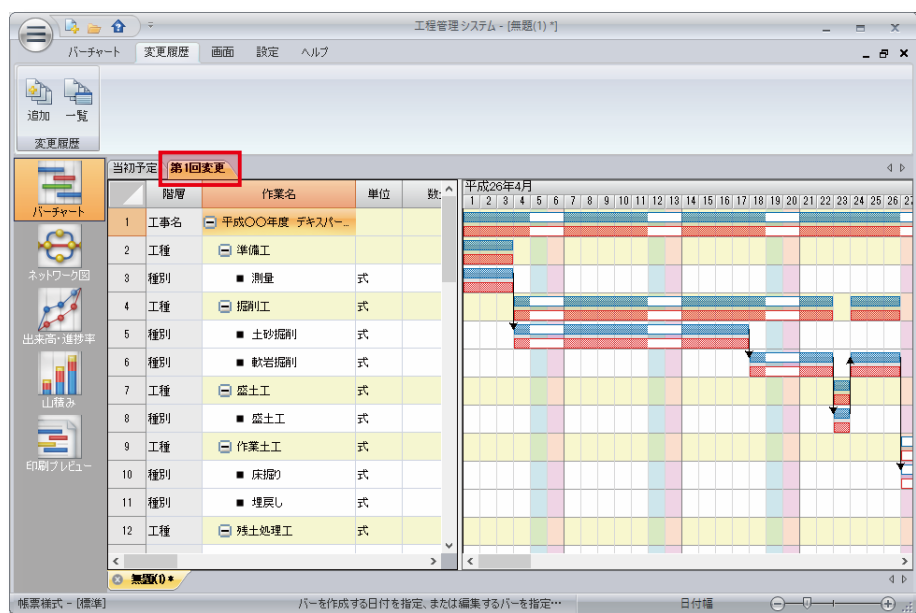 工程管理システム - [無題(1) *]
バーチャート 変更履歴 画面 設定 ヘルプ
追加 一覧
変更履歴
当初予定 第1回変更
階層 作業名 単位 数
平成26年4月
1 2 3 4 5 6 7 8 9 10 11 12 13 14 15 16 17 18 19 20 21 22 23 24 25 26
1 工事名 平成〇〇年度 デキスパー...
2 工種 準備工
3 種別 測量 式
4 工種 掘削工 式
5 種別 土砂掘削 式
6 種別 軟岩掘削 式
7 工種 盛土工 式
8 種別 盛土工 式
9 工種 作業土工 式
10 種別 床掘り 式
11 種別 埋戻し 式
12 工種 残土処理工 式
バーチャート
ネットワーク図
出来高・進捗率
山積み
印刷プレビュー
無題(1) *
帳票様式 - [標準] バーを作成する日付を指定、または編集するバーを指定… 日付幅